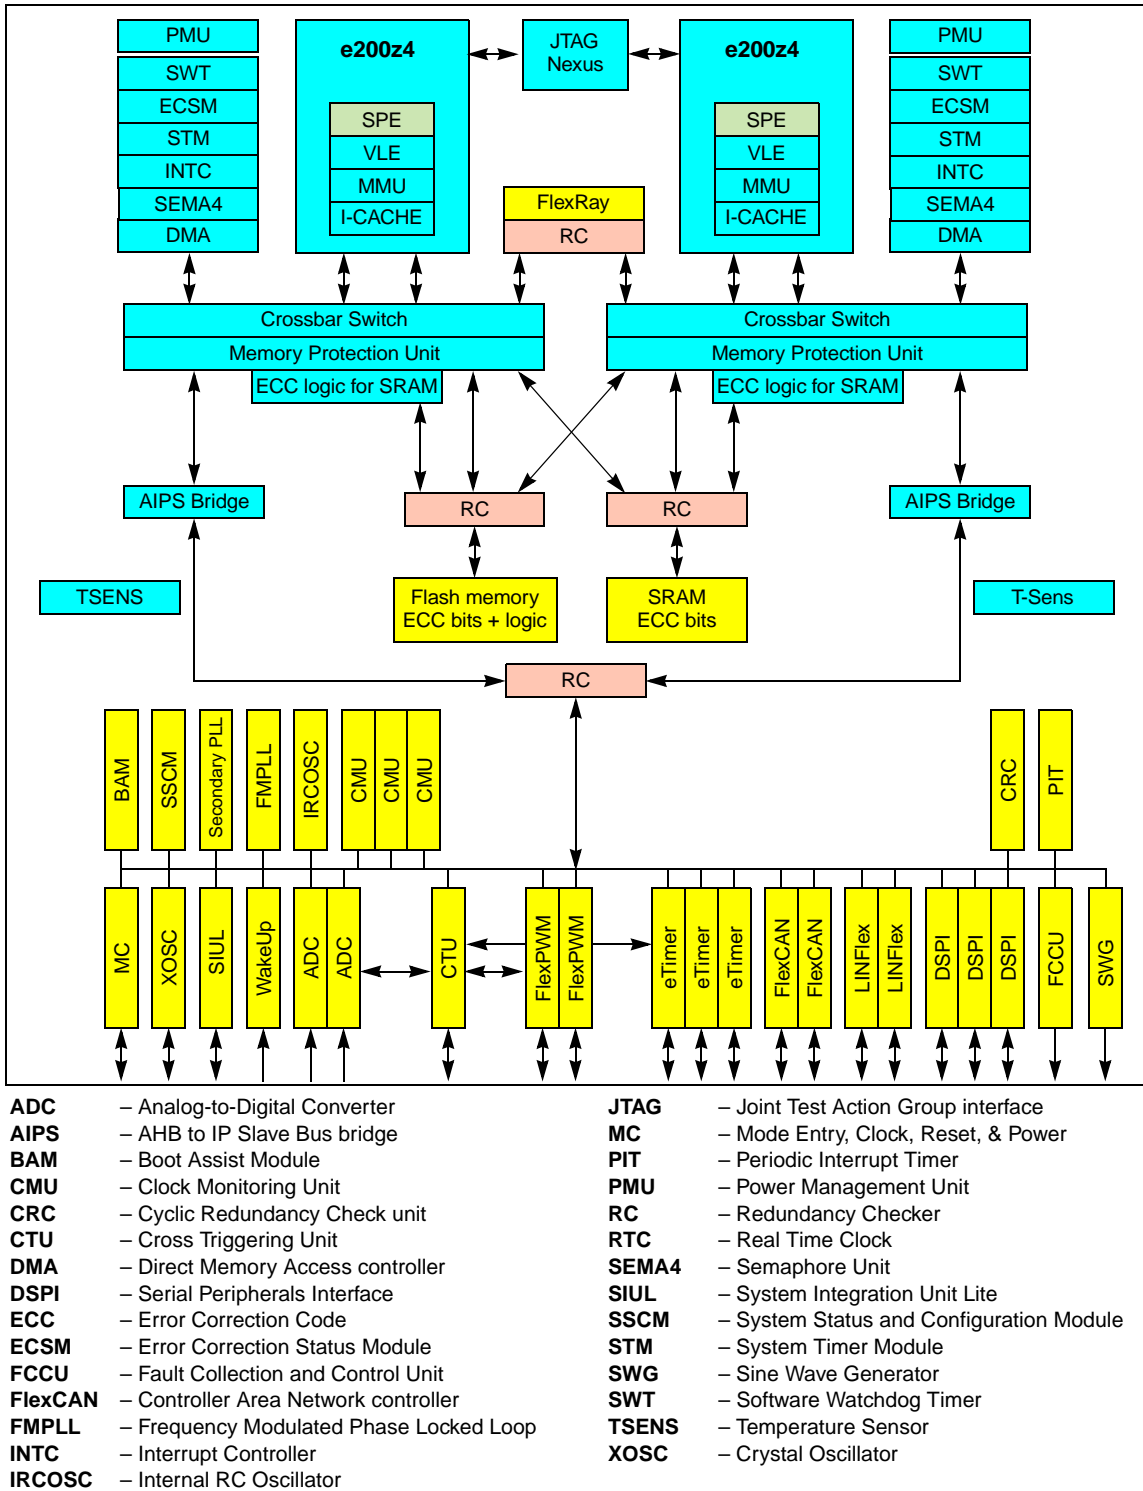 PMU
SWT
ECSM
STM
INTC
SEMA4
DMA
e200z4
SPE
VLE
MMU
I-CACHE
JTAG
Nexus
FlexRay
RC
e200z4
SPE
VLE
MMU
I-CACHE
PMU
SWT
ECSM
STM
INTC
SEMA4
DMA
Crossbar Switch
Memory Protection Unit
ECC logic for SRAM
Crossbar Switch
Memory Protection Unit
ECC logic for SRAM
AIPS Bridge
RC
RC
AIPS Bridge
TSENS
Flash memory
ECC bits + logic
SRAM
ECC bits
T-Sens
RC
BAM
SSCM
Secondary PLL
FMPLL
IRCOSC
CMU
CMU
CMU
CRC
PIT
MC
XOSC
SIUL
WakeUp
ADC
ADC
CTU
FlexPWM
FlexPWM
eTimer
eTimer
eTimer
FlexCAN
FlexCAN
LINFlex
LINFlex
DSPI
DSPI
DSPI
FCCU
SWG
ADC – Analog-to-Digital Converter
AIPS – AHB to IP Slave Bus bridge
BAM – Boot Assist Module
CMU – Clock Monitoring Unit
CRC – Cyclic Redundancy Check unit
CTU – Cross Triggering Unit
DMA – Direct Memory Access controller
DSPI – Serial Peripherals Interface
ECC – Error Correction Code
ECSM – Error Correction Status Module
FCCU – Fault Collection and Control Unit
FlexCAN – Controller Area Network controller
FMPLL – Frequency Modulated Phase Locked Loop
INTC – Interrupt Controller
IRCOSC – Internal RC Oscillator
JTAG – Joint Test Action Group interface
MC – Mode Entry, Clock, Reset, & Power
PIT – Periodic Interrupt Timer
PMU – Power Management Unit
RC – Redundancy Checker
RTC – Real Time Clock
SEMA4 – Semaphore Unit
SIUL – System Integration Unit Lite
SSCM – System Status and Configuration Module
STM – System Timer Module
SWG – Sine Wave Generator
SWT – Software Watchdog Timer
TSENS – Temperature Sensor
XOSC – Crystal Oscillator